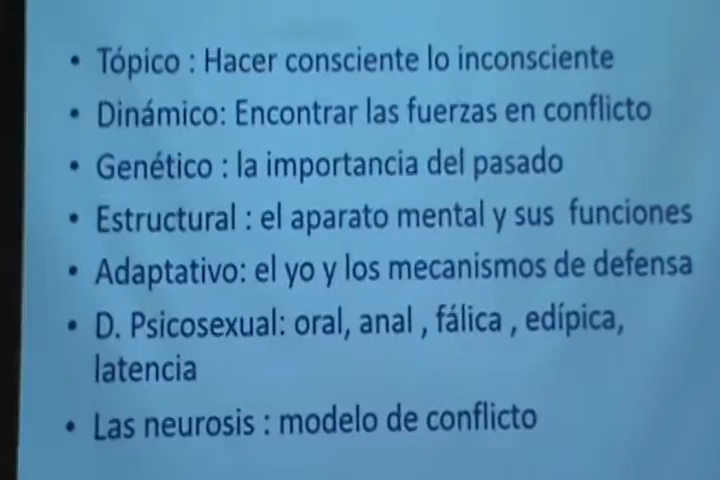 • Tópico : Hacer consciente lo inconsciente
• Dinámico: Encontrar las fuerzas en conflicto
• Genético : la importancia del pasado
• Estructural : el aparato mental y sus funciones
• Adaptativo: el yo y los mecanismos de defensa
• D. Psicosexual: oral, anal , fálica , edípica,
latencia
• Las neurosis : modelo de conflicto